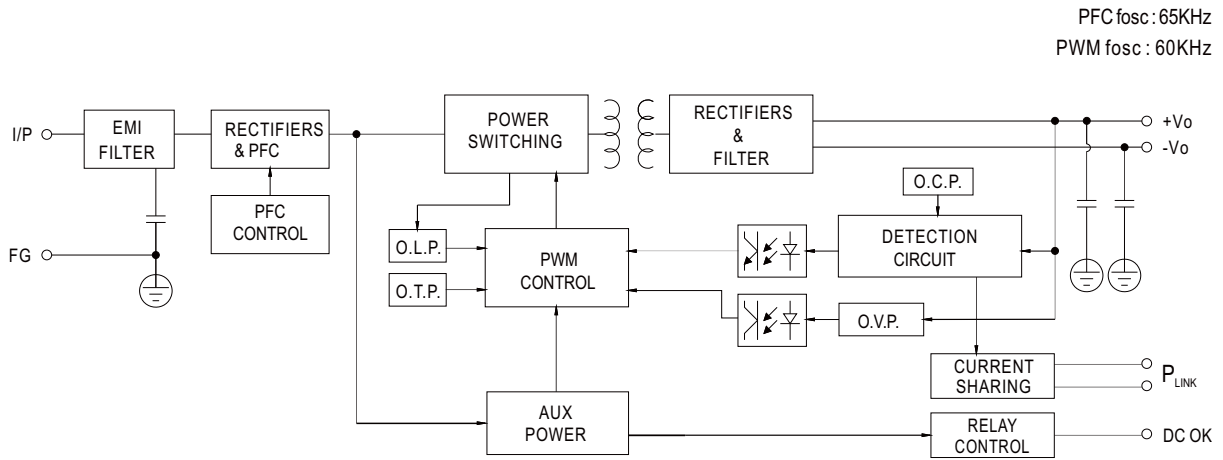 PFC fosc : 65KHz
PWM fosc : 60KHz
I/P
EMI
FILTER
RECTIFIERS
& PFC
POWER
SWITCHING
RECTIFIERS
&
FILTER
+Vo
-Vo
PFC
CONTROL
O.C.P.
FG
O.L.P.
PWM
CONTROL
DETECTION
CIRCUIT
O.T.P.
O.V.P.
CURRENT
SHARING
PLINK
AUX
POWER
RELAY
CONTROL
DC OK